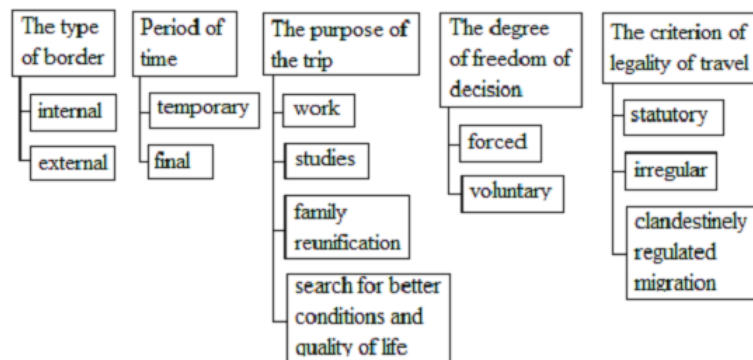 The type
of border
internal
external
Period of
time
temporary
final
The purpose of
the trip
work
studies
family
reunification
search for better
conditions and
quality of life
The degree
of freedom of
decision
forced
voluntary
The criterion of
legality of travel
statutory
irregular
clandestinely
regulated
migration